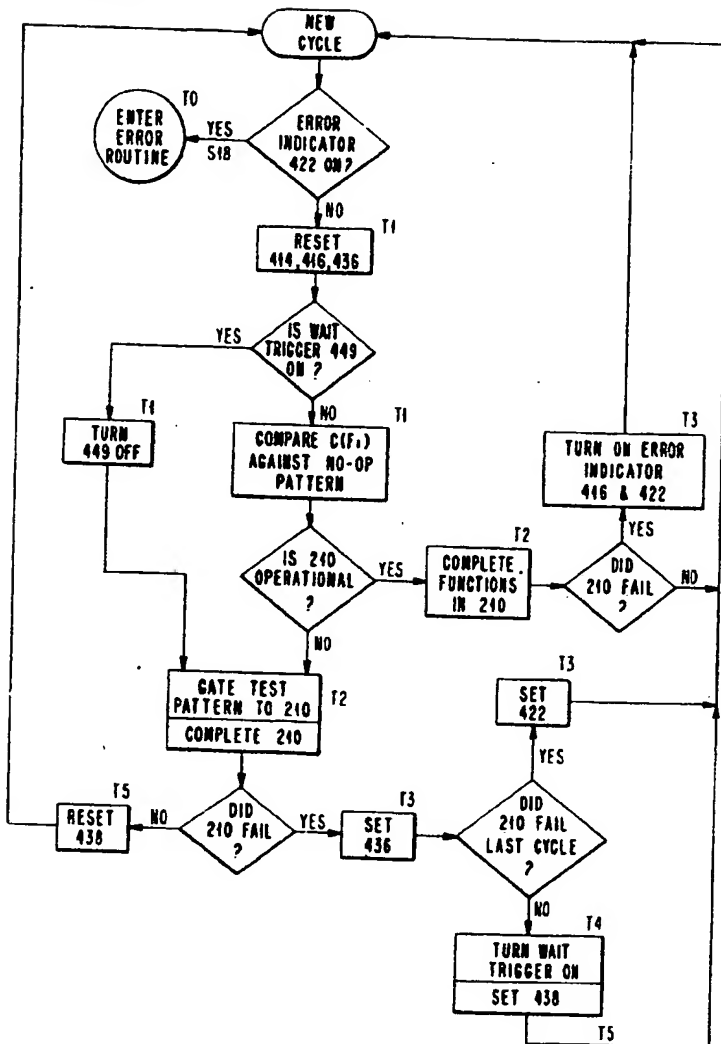 NEW
CYCLE
T0
ENTER
ERROR
ROUTINE
YES
S18
ERROR
INDICATOR
422 ON?
NO
T1
RESET
414, 416, 436
IS WAIT
TRIGGER 449
ON ?
YES
NO
T1
TURN
449 OFF
T1
COMPARE C(F₁)
AGAINST NO-OP
PATTERN
IS 210
OPERATIONAL
?
YES
NO
T2
COMPLETE
FUNCTIONS
IN 210
DID
210 FAIL
?
YES
NO
T3
TURN ON ERROR
INDICATOR
416 & 422
T2
GATE TEST
PATTERN TO 210
COMPLETE 210
DID
210 FAIL
?
NO
YES
T5
RESET
438
T3
SET
436
DID
210 FAIL
LAST CYCLE
?
YES
NO
T3
SET
422
T4
TURN WAIT
TRIGGER ON
SET 438
T5